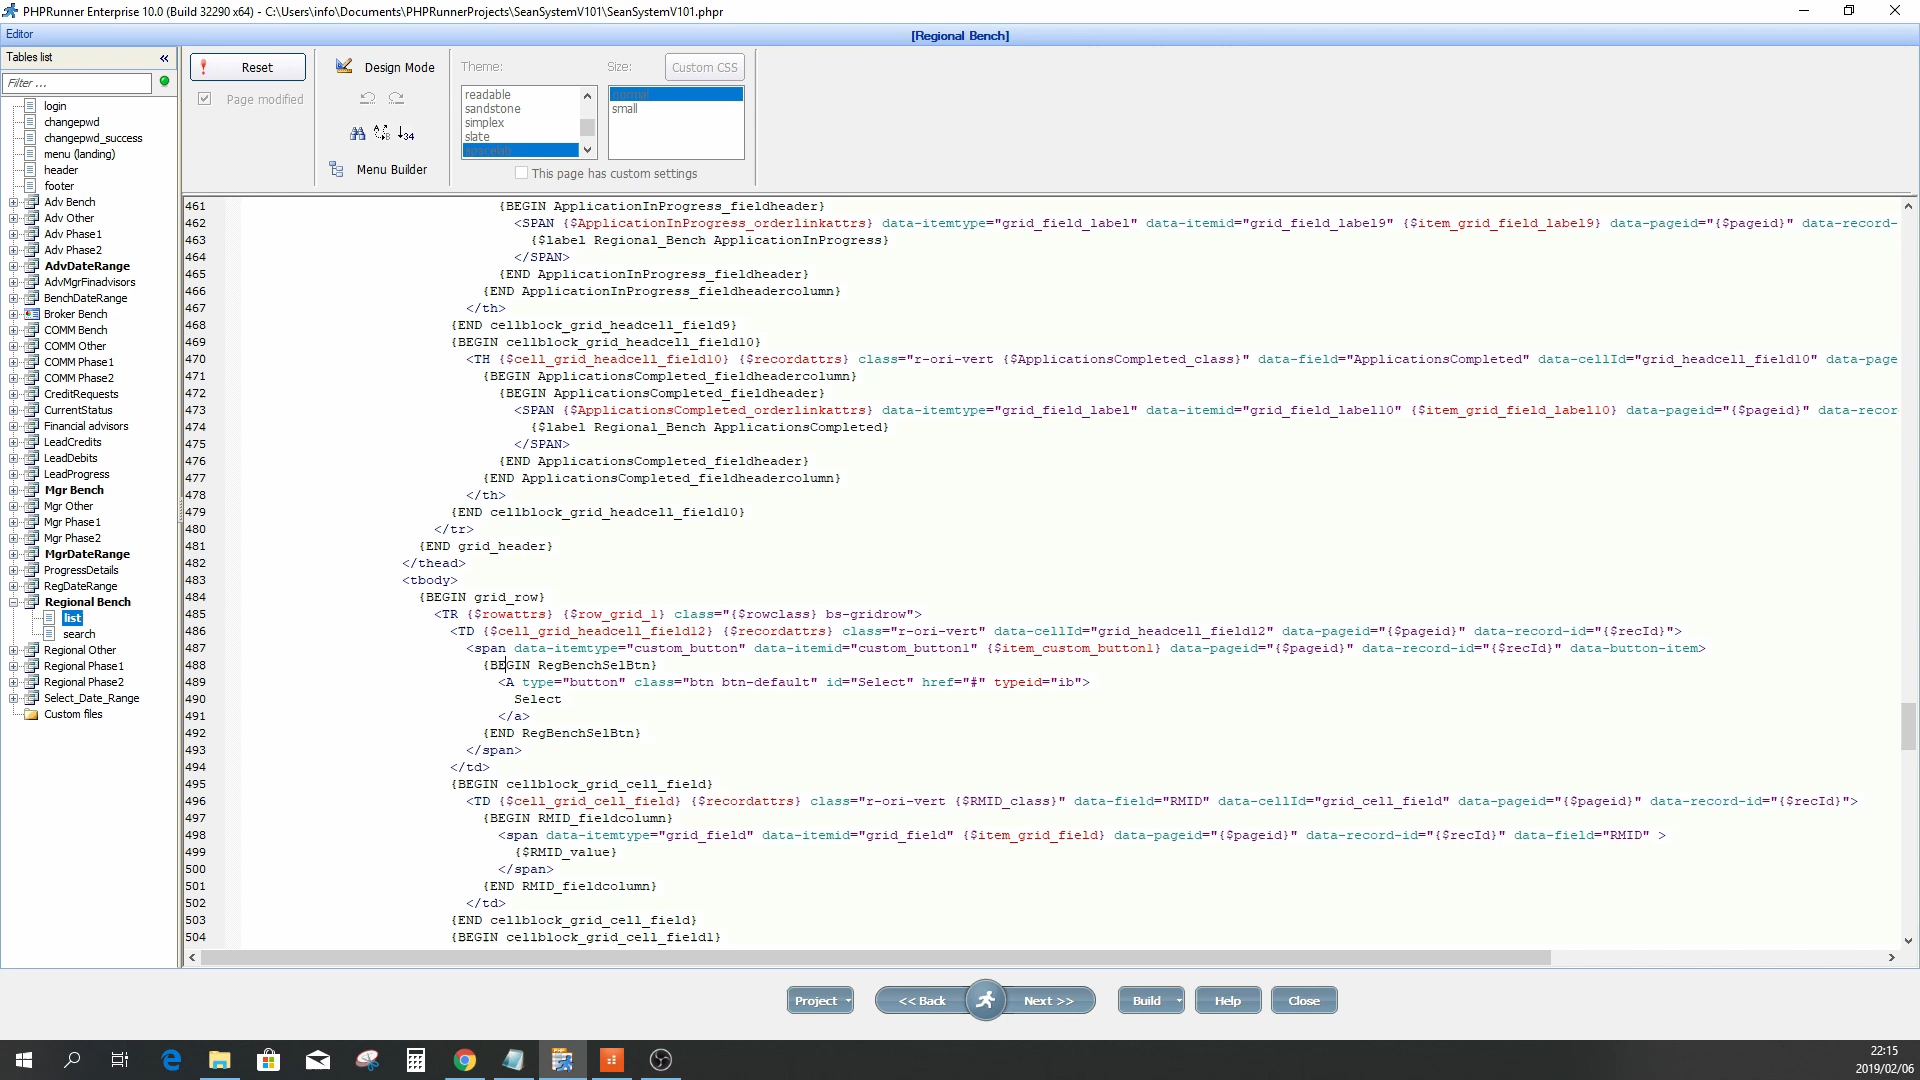 PHPRunner Enterprise 10.0 (Build 32290 x64) - C:\Users\info\Documents\PHPRunnerProjects\SeanSystemV101\SeanSystemV101.phpr
Editor
[Regional Bench]
Tables list
«
Filter ...
login
changepwd
changepwd_success
menu (landing)
header
footer
Adv Bench
Adv Other
Adv Phase1
Adv Phase2
AdvDateRange
AdvMgrFinadvisors
BenchDateRange
Broker Bench
COMM Bench
COMM Other
COMM Phase1
COMM Phase2
CreditRequests
CurrentStatus
Financial advisors
LeadCredits
LeadDebits
LeadProgress
Mgr Bench
Mgr Other
Mgr Phase1
Mgr Phase2
MgrDateRange
ProgressDetails
RegDateRange
Regional Bench
list
search
Regional Other
Regional Phase1
Regional Phase2
Select_Date_Range
Custom files
Reset
Page modified
Design Mode
Menu Builder
Theme:
readable
sandstone
simplex
slate
spacelab
Size:
Custom CSS
normal
small
This page has custom settings
461 {BEGIN ApplicationInProgress_fieldheader}
462 <SPAN {$ApplicationInProgress_orderlinkattrs} data-itemtype="grid_field_label" data-itemid="grid_field_label9" {$item_grid_field_label9} data-pageid="{$pageid}" data-record-
463 {$label Regional_Bench ApplicationInProgress}
464 </SPAN>
465 {END ApplicationInProgress_fieldheader}
466 {END ApplicationInProgress_fieldheadercolumn}
467 </th>
468 {END cellblock_grid_headcell_field9}
469 {BEGIN cellblock_grid_headcell_field10}
470 <TH {$cell_grid_headcell_field10} {$recordattrs} class="r-ori-vert {$ApplicationsCompleted_class}" data-field="ApplicationsCompleted" data-cellId="grid_headcell_field10" data-page
471 {BEGIN ApplicationsCompleted_fieldheadercolumn}
472 {BEGIN ApplicationsCompleted_fieldheader}
473 <SPAN {$ApplicationsCompleted_orderlinkattrs} data-itemtype="grid_field_label" data-itemid="grid_field_label10" {$item_grid_field_label10} data-pageid="{$pageid}" data-recor
474 {$label Regional_Bench ApplicationsCompleted}
475 </SPAN>
476 {END ApplicationsCompleted_fieldheader}
477 {END ApplicationsCompleted_fieldheadercolumn}
478 </th>
479 {END cellblock_grid_headcell_field10}
480 </tr>
481 {END grid_header}
482 </thead>
483 <tbody>
484 {BEGIN grid_row}
485 <TR {$rowattrs} {$row_grid_1} class="{$rowclass} bs-gridrow">
486 <TD {$cell_grid_headcell_field12} {$recordattrs} class="r-ori-vert" data-cellId="grid_headcell_field12" data-pageid="{$pageid}" data-record-id="{$recId}">
487 <span data-itemtype="custom_button" data-itemid="custom_button1" {$item_custom_button1} data-pageid="{$pageid}" data-record-id="{$recId}" data-button-item>
488 {BEGIN RegBenchSelBtn}
489 <A type="button" class="btn btn-default" id="Select" href="#" typeid="ib">
490 Select
491 </a>
492 {END RegBenchSelBtn}
493 </span>
494 </td>
495 {BEGIN cellblock_grid_cell_field}
496 <TD {$cell_grid_cell_field} {$recordattrs} class="r-ori-vert {$RMID_class}" data-field="RMID" data-cellId="grid_cell_field" data-pageid="{$pageid}" data-record-id="{$recId}">
497 {BEGIN RMID_fieldcolumn}
498 <span data-itemtype="grid_field" data-itemid="grid_field" {$item_grid_field} data-pageid="{$pageid}" data-record-id="{$recId}" data-field="RMID" >
499 {$RMID_value}
500 </span>
501 {END RMID_fieldcolumn}
502 </td>
503 {END cellblock_grid_cell_field}
504 {BEGIN cellblock_grid_cell_field1}
Project
<< Back
Next >>
Build
Help
Close
22:15
2019/02/06